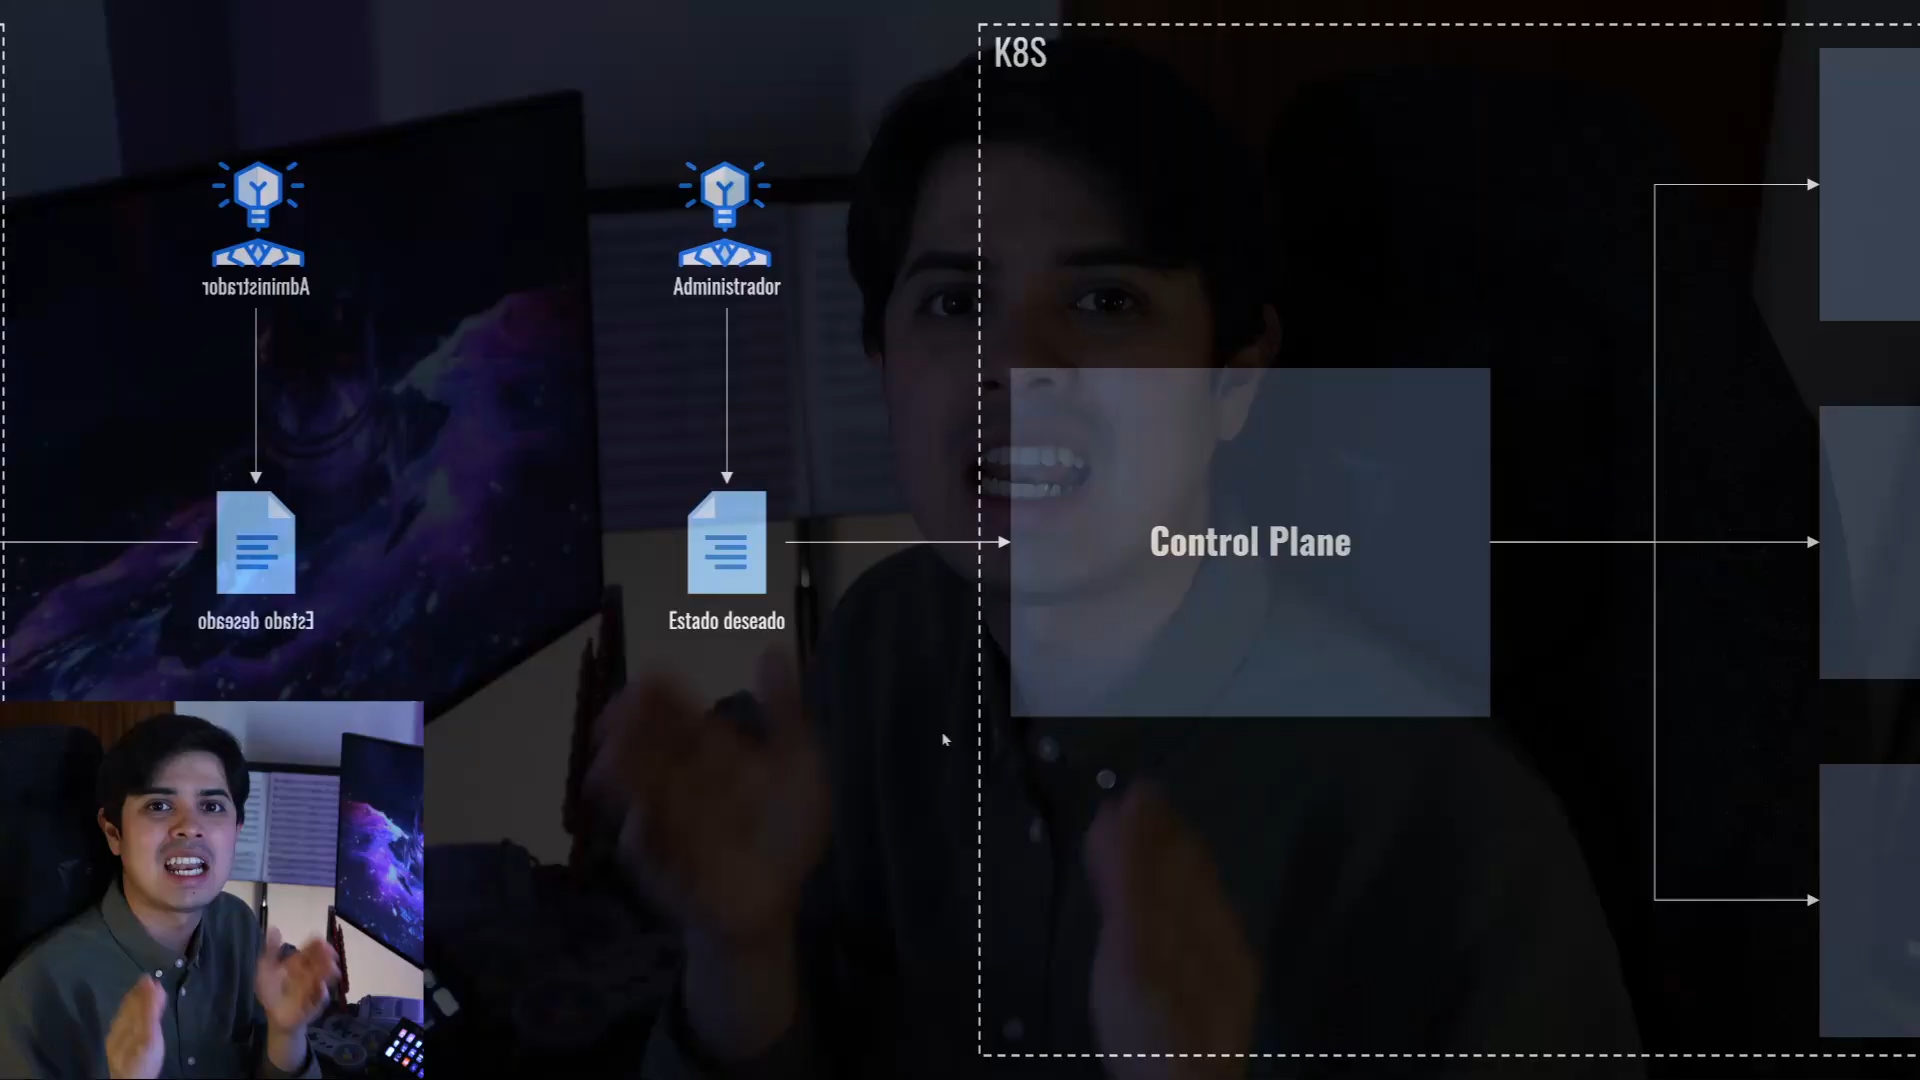 K8S
Administrador
Administrador
Control Plane
Estado deseado
Estado deseado